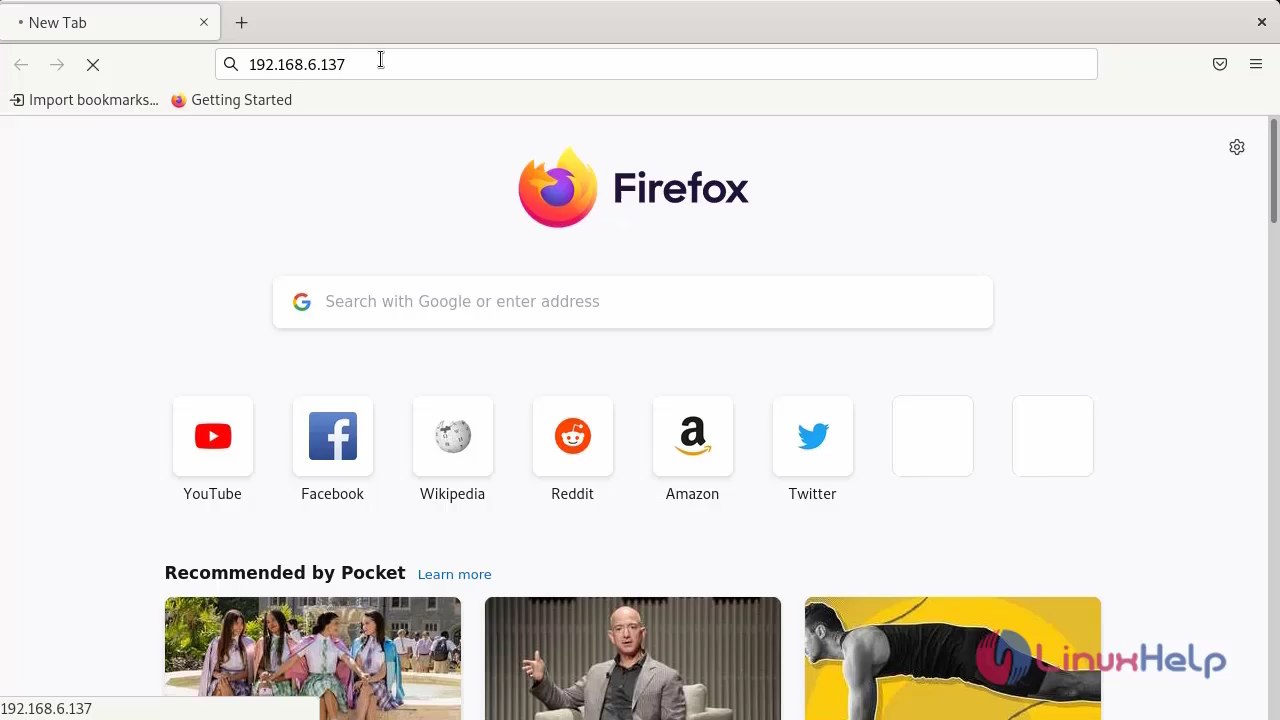 New Tab
192.168.6.137
Import bookmarks...
Getting Started
Firefox
Search with Google or enter address
YouTube
Facebook
Wikipedia
Reddit
Amazon
Twitter
Recommended by Pocket Learn more
LinuxHelp
192.168.6.137